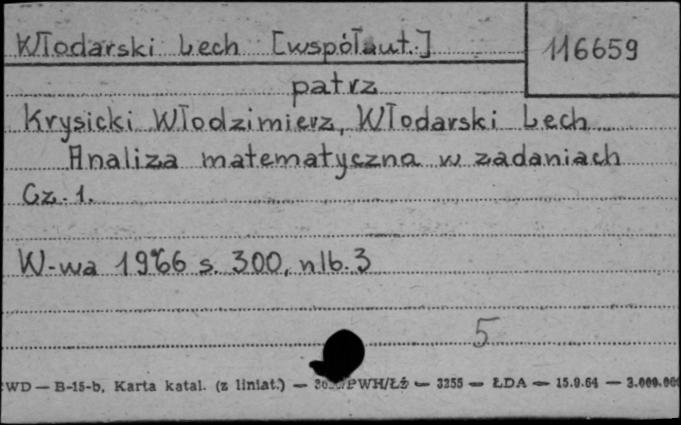 Włodarski Lech [współaut.]
116659
patrz
Krysicki Włodzimierz, Włodarski Lech
Analiza matematyczna w zadaniach
Cz. 1.
W-wa 1966 s. 300, nlb. 3
5
WD — B-15-b, Karta katal. (z liniat.) — PWH/Łź — 3255 — ŁDA — 15.9.64 — 3.000.000